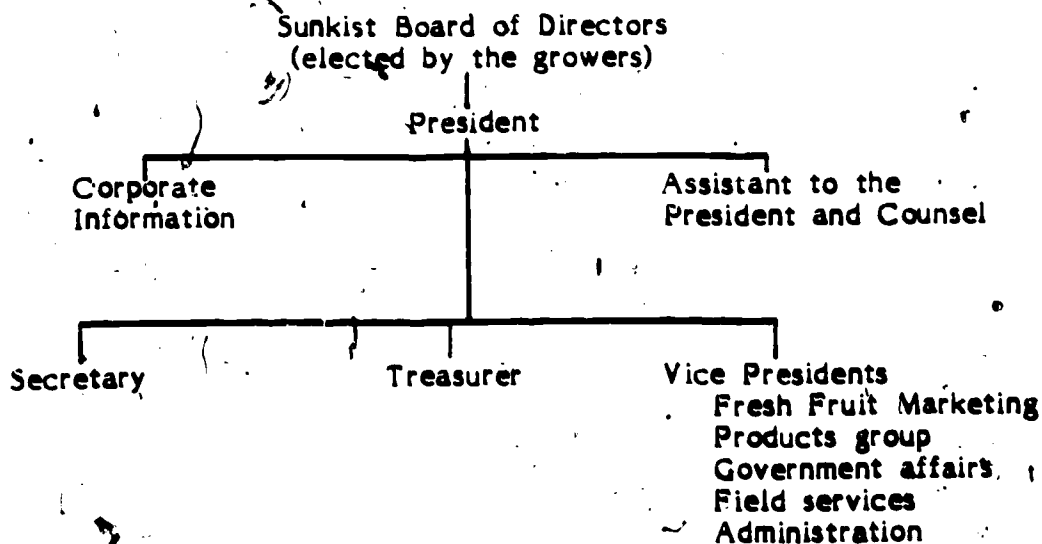 Sunkist Board of Directors
(elected by the growers)
President
Corporate
Information
Assistant to the
President and Counsel
Secretary
Treasurer
Vice Presidents
Fresh Fruit Marketing
Products group
Government affairs
Field services
Administration